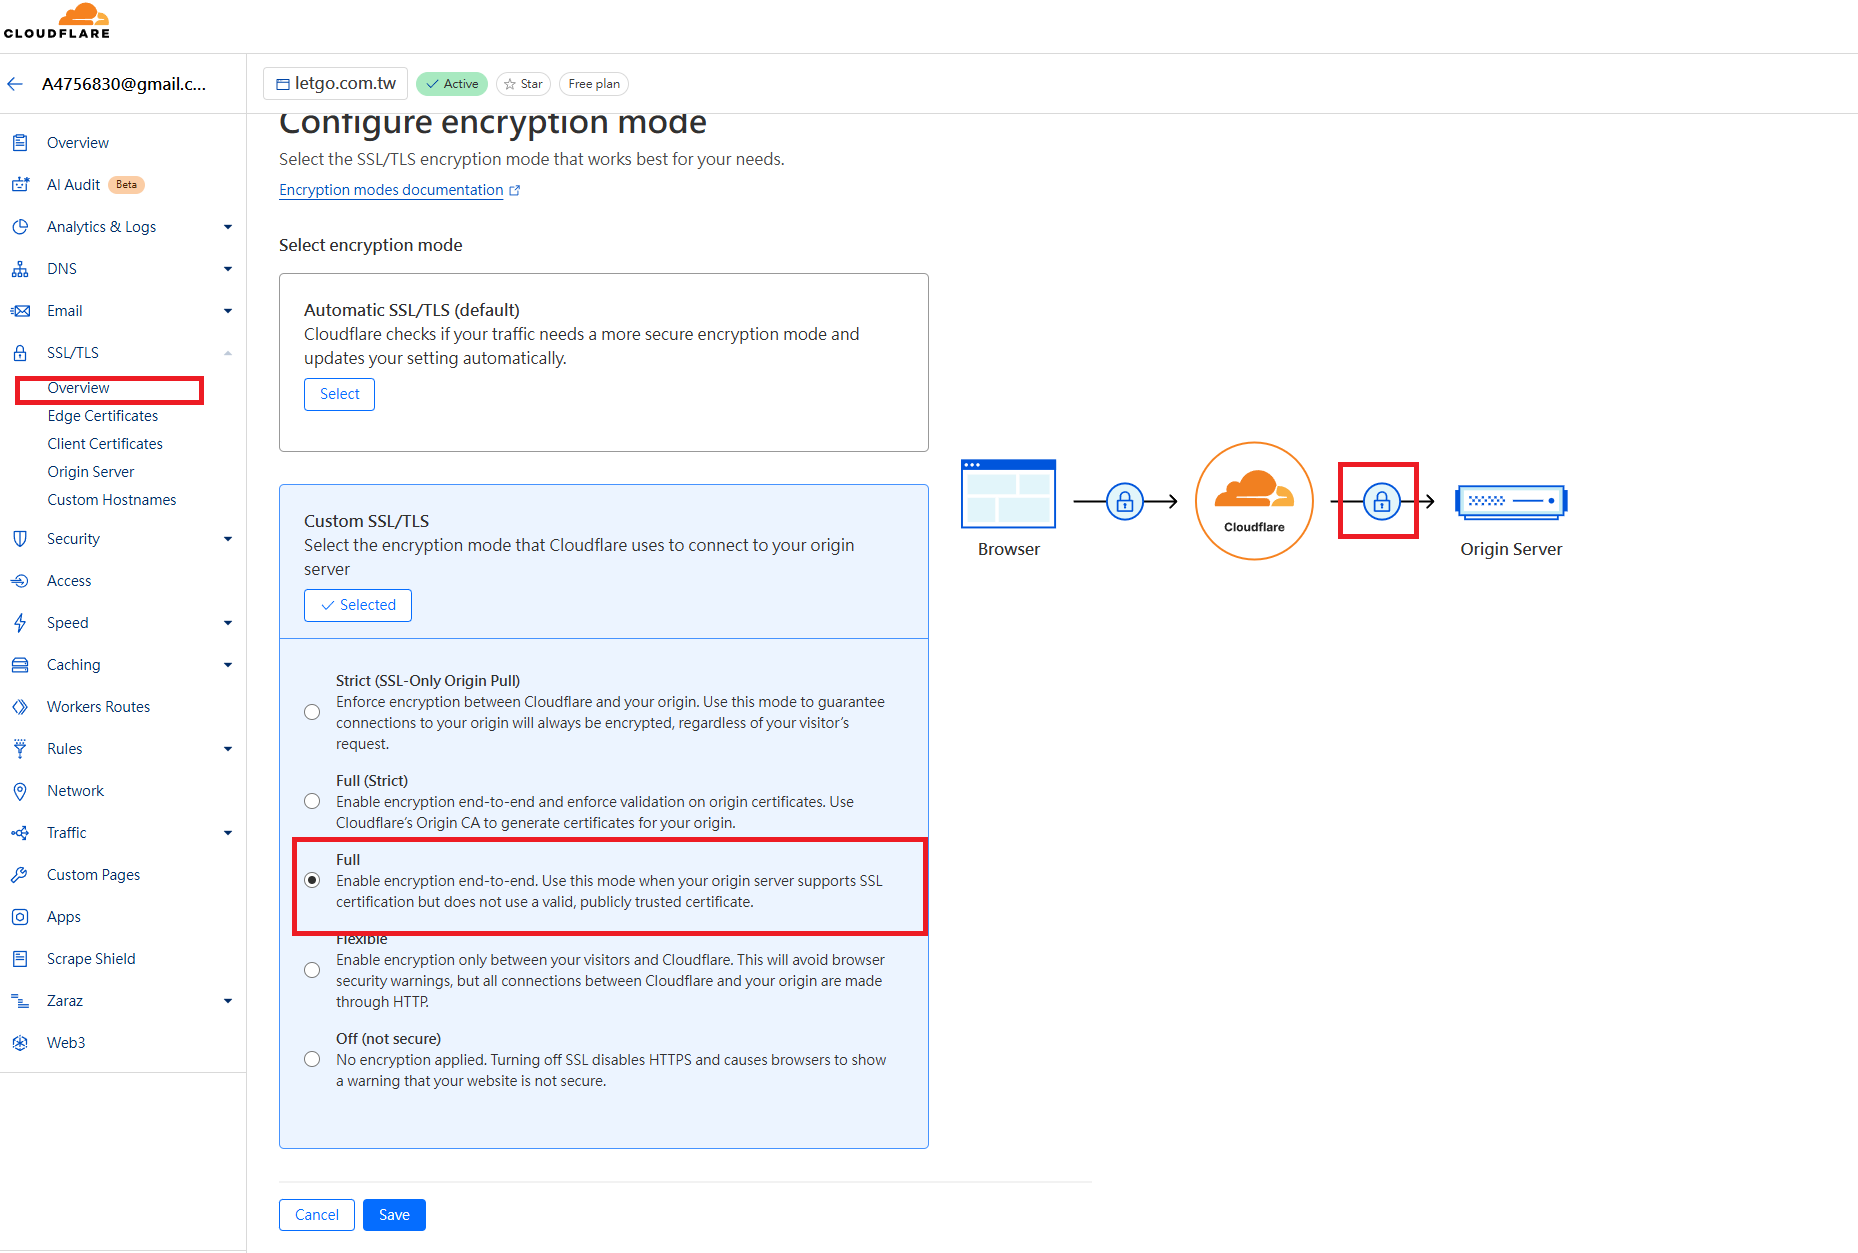 CLOUDFLARE
A4756830@gmail.c...
letgo.com.tw
Active
Star
Free plan
Overview
AI Audit
Beta
Analytics & Logs
DNS
Email
SSL/TLS
Overview
Edge Certificates
Client Certificates
Origin Server
Custom Hostnames
Security
Access
Speed
Caching
Workers Routes
Rules
Network
Traffic
Custom Pages
Apps
Scrape Shield
Zaraz
Web3
Configure encryption mode
Select the SSL/TLS encryption mode that works best for your needs.
Encryption modes documentation
Select encryption mode
Automatic SSL/TLS (default)
Cloudflare checks if your traffic needs a more secure encryption mode and
updates your setting automatically.
Select
Custom SSL/TLS
Select the encryption mode that Cloudflare uses to connect to your origin
server
Selected
Strict (SSL-Only Origin Pull)
Enforce encryption between Cloudflare and your origin. Use this mode to guarantee
connections to your origin will always be encrypted, regardless of your visitor's
request.
Full (Strict)
Enable encryption end-to-end and enforce validation on origin certificates. Use
Cloudflare's Origin CA to generate certificates for your origin.
Full
Enable encryption end-to-end. Use this mode when your origin server supports SSL
certification but does not use a valid, publicly trusted certificate.
Flexible
Enable encryption only between your visitors and Cloudflare. This will avoid browser
security warnings, but all connections between Cloudflare and your origin are made
through HTTP.
Off (not secure)
No encryption applied. Turning off SSL disables HTTPS and causes browsers to show
a warning that your website is not secure.
Cancel
Save
Browser
Cloudflare
Origin Server